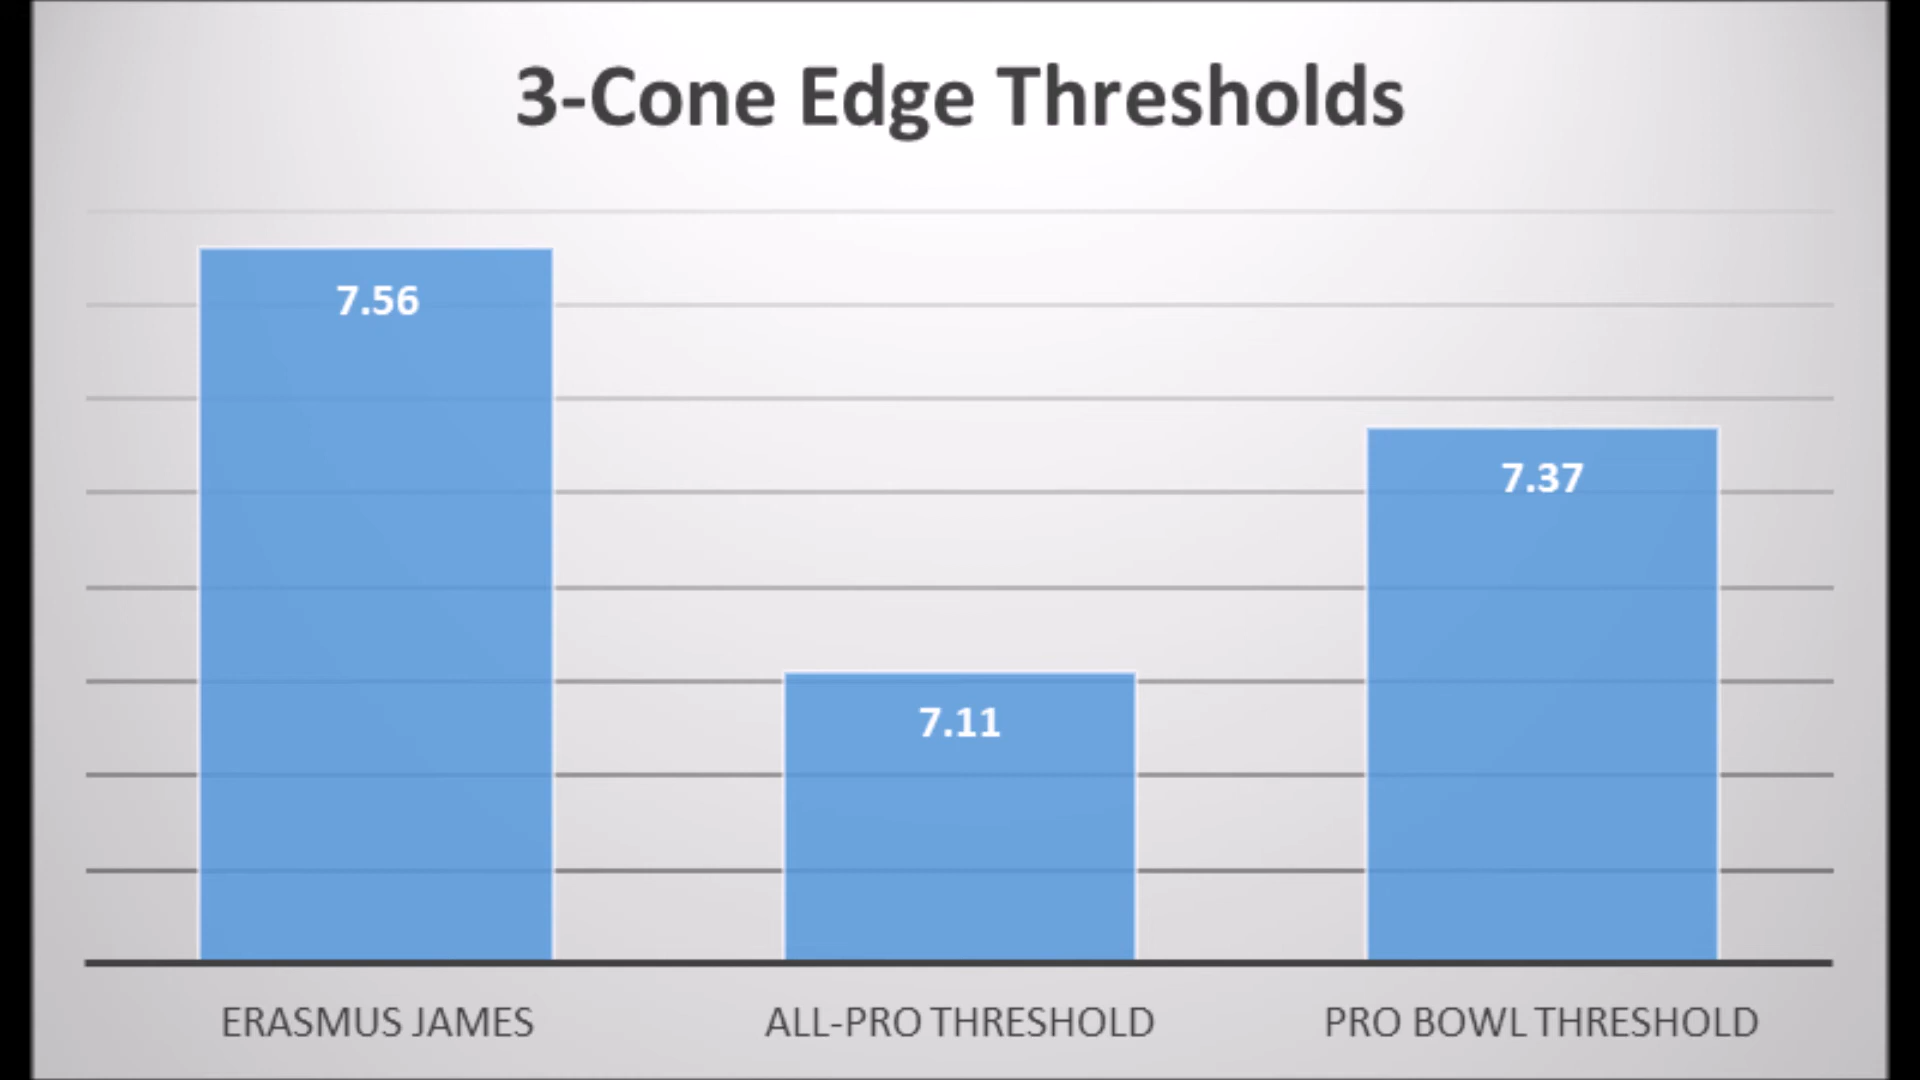 3-Cone Edge Thresholds
7.56
7.11
7.37
ERASMUS JAMES
ALL-PRO THRESHOLD
PRO BOWL THRESHOLD